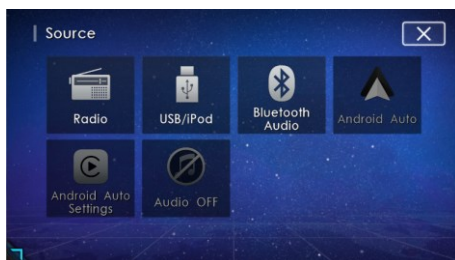 Source
Radio
USB/iPod
Bluetooth
Audio
Android Auto
Android Auto
Settings
Audio OFF